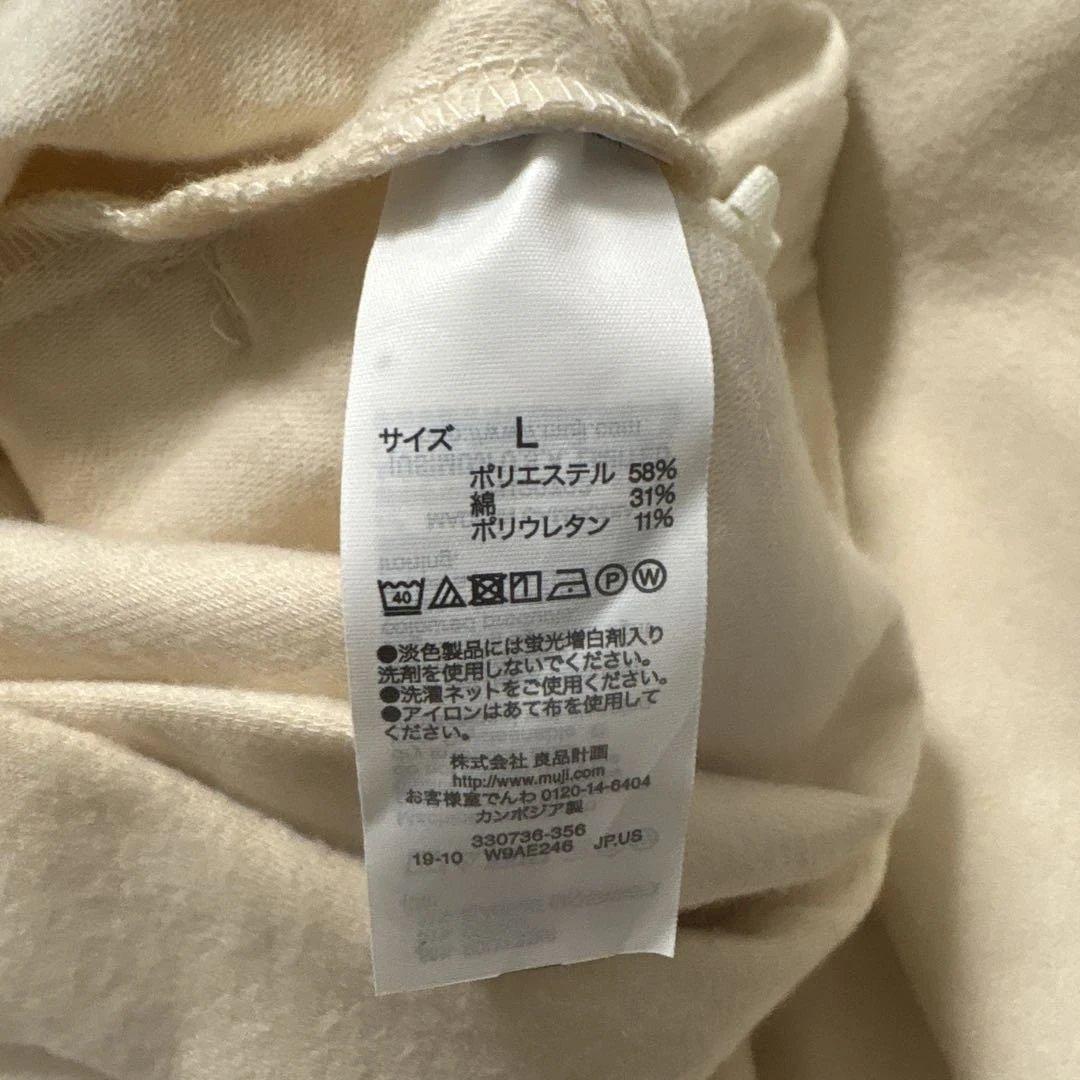 サイズ L
ポリエステル 58%
綿 31%
ポリウレタン 11%
40 P W
●淡色製品には蛍光増白剤入り
洗剤を使用しないでください。
●洗濯ネットをご使用ください。
●アイロンはあて布を使用して
ください。
株式会社 良品計画
http://www.muji.com
お客様室でんわ 0120-14-6404
カンボジア製
330736-356
19-10 W9AE246 JP.US